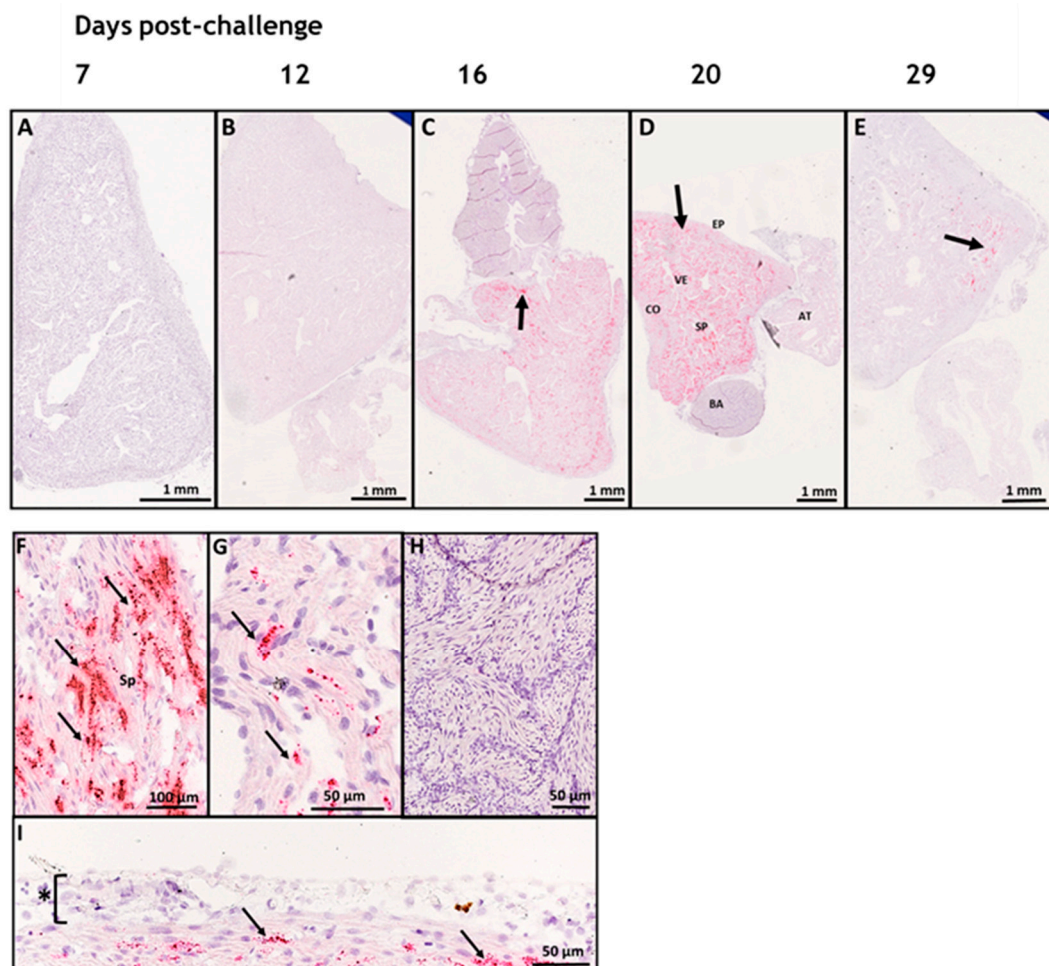 Days post-challenge
7 12 16 20 29
A B C D E
EP
VE
CO SP AT
BA
1 mm 1 mm 1 mm 1 mm 1 mm
F G H
Sp
100 μm 50 μm 50 μm
I
*
50 μm